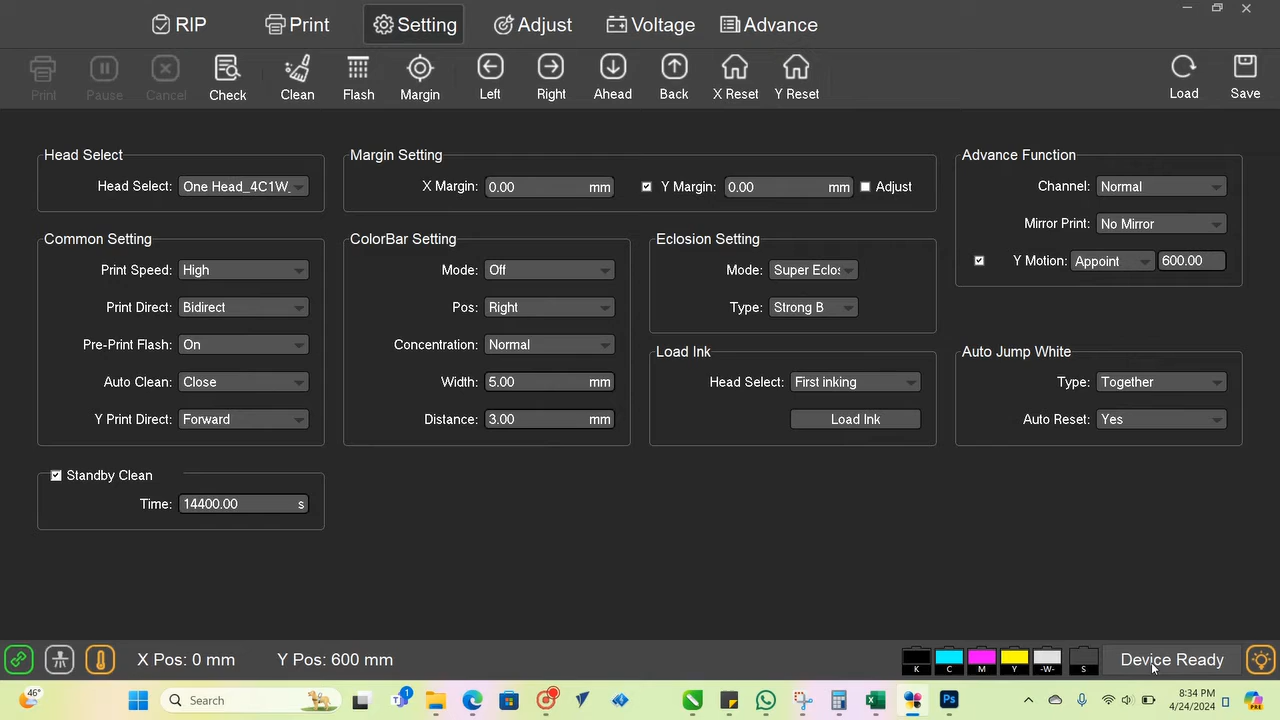 RIP Print Setting Adjust Voltage Advance
Print Pause Cancel Check Clean Flash Margin Left Right Ahead Back X Reset Y Reset Load Save
Head Select
Head Select: One Head_4C1W_
Margin Setting
X Margin: 0.00 mm Y Margin: 0.00 mm Adjust
Advance Function
Channel: Normal
Mirror Print: No Mirror
Y Motion: Appoint 600.00
Common Setting
Print Speed: High
Print Direct: Bidirect
Pre-Print Flash: On
Auto Clean: Close
Y Print Direct: Forward
ColorBar Setting
Mode: Off
Pos: Right
Concentration: Normal
Width: 5.00 mm
Distance: 3.00 mm
Eclosion Setting
Mode: Super Eclos
Type: Strong B
Load Ink
Head Select: First inking
Load Ink
Auto Jump White
Type: Together
Auto Reset: Yes
Standby Clean
Time: 14400.00 s
X Pos: 0 mm Y Pos: 600 mm
K C M Y -W- S
Device Ready
46°
Search
1
Ps
8:34 PM
4/24/2024
PRE